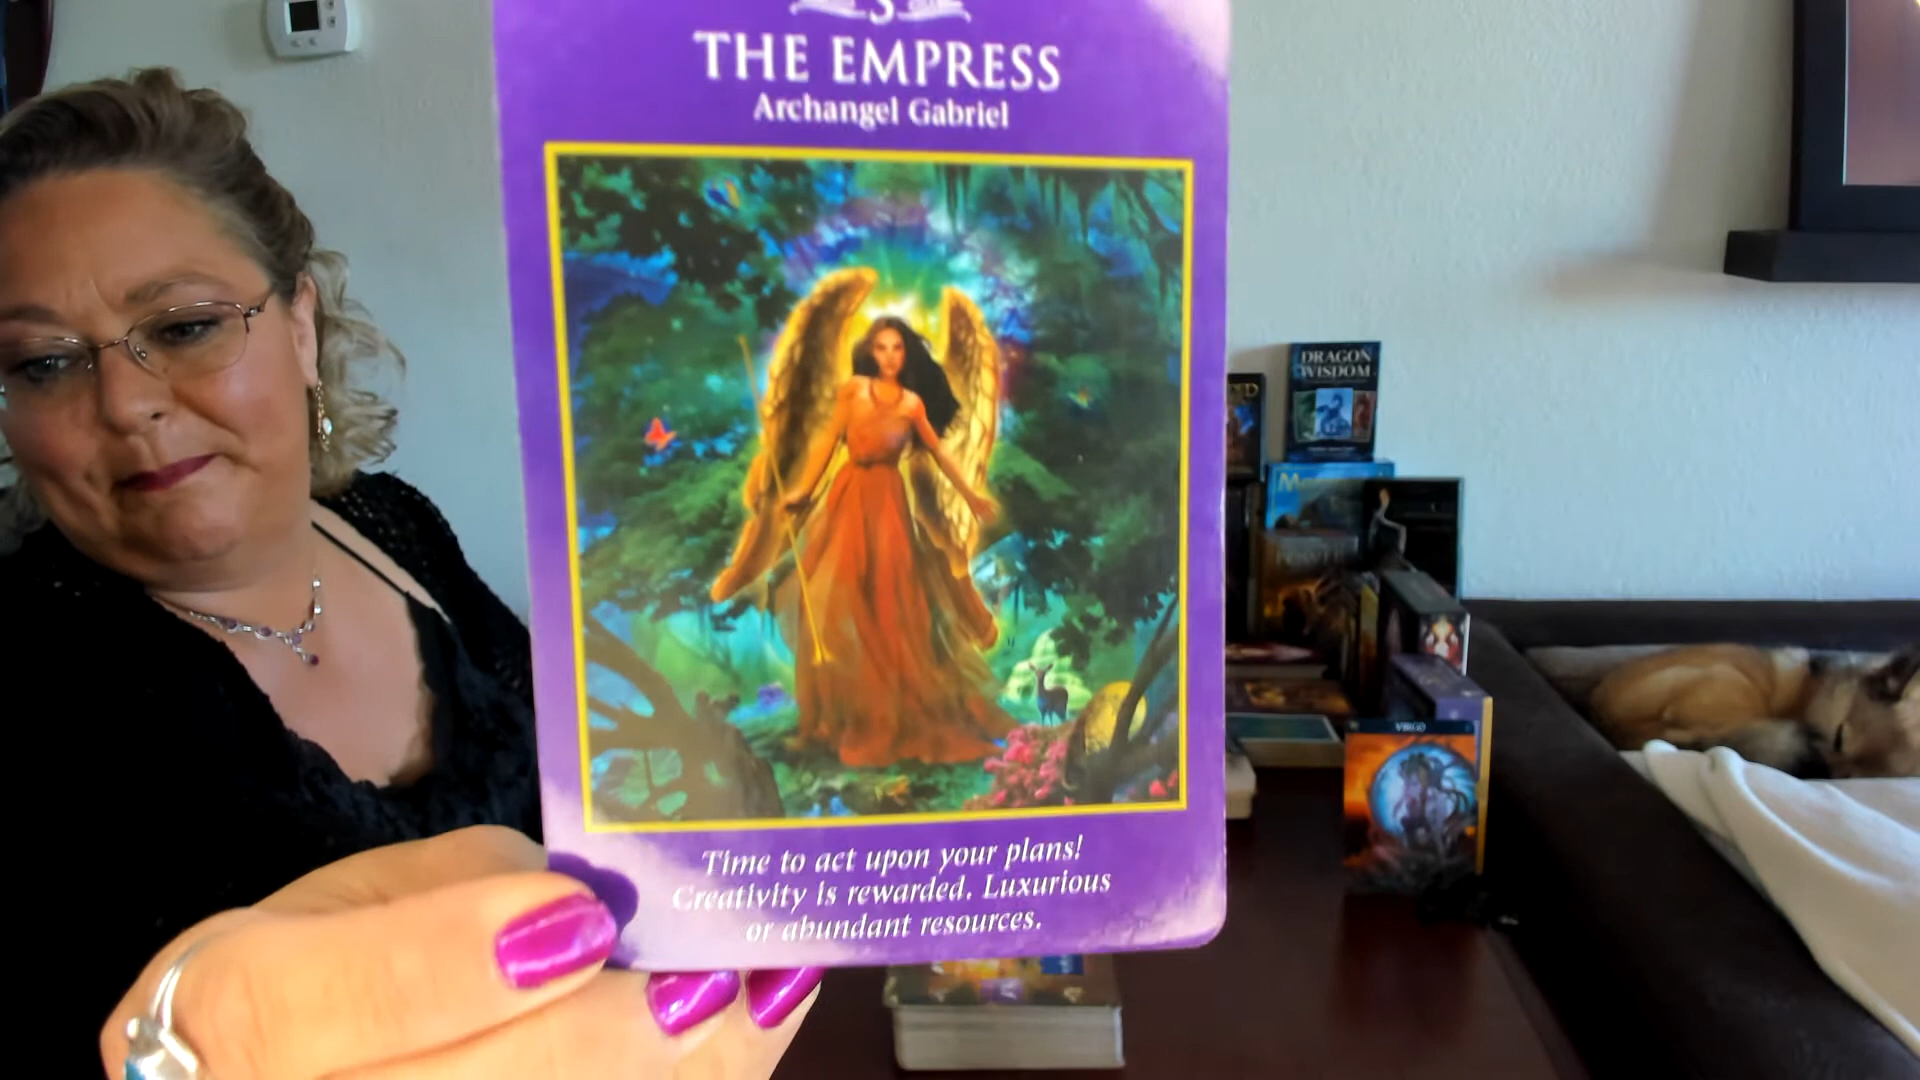 3
THE EMPRESS
Archangel Gabriel
Time to act upon your plans!
Creativity is rewarded. Luxurious
or abundant resources.
DRAGON
WISDOM
VIRGO